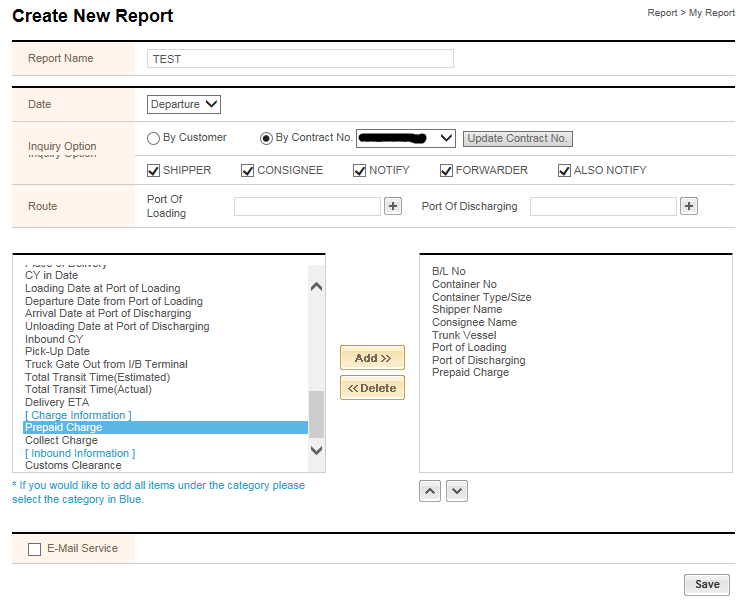 Create New Report
Report > My Report
Report Name
TEST
Date
Departure
Inquiry Option
Inquiry Option
By Customer
By Contract No.
Update Contract No.
SHIPPER
CONSIGNEE
NOTIFY
FORWARDER
ALSO NOTIFY
Route
Port Of
Loading
Port Of Discharging
Place of Delivery
CY in Date
Loading Date at Port of Loading
Departure Date from Port of Loading
Arrival Date at Port of Discharging
Unloading Date at Port of Discharging
Inbound CY
Pick-Up Date
Truck Gate Out from I/B Terminal
Total Transit Time(Estimated)
Total Transit Time(Actual)
Delivery ETA
[ Charge Information ]
Prepaid Charge
Collect Charge
[ Inbound Information ]
Customs Clearance
Add >>
<< Delete
B/L No
Container No
Container Type/Size
Shipper Name
Consignee Name
Trunk Vessel
Port of Loading
Port of Discharging
Prepaid Charge
* If you would like to add all items under the category please
select the category in Blue.
E-Mail Service
Save